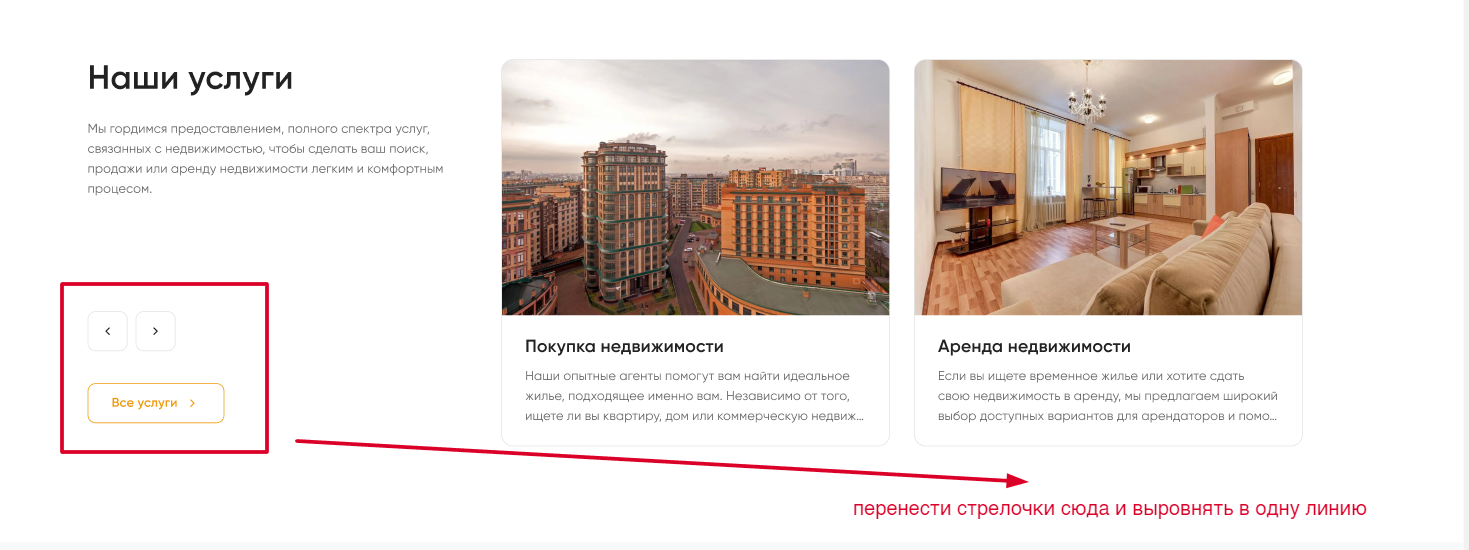 Наши услуги
Мы гордимся предоставлением, полного спектра услуг,
связанных с недвижимостью, чтобы сделать ваш поиск,
продажи или аренду недвижимости легким и комфортным
процесом.
Все услуги
Покупка недвижимости
Наши опытные агенты помогут вам найти идеальное
жилье, подходящее именно вам. Независимо от того,
ищете ли вы квартиру, дом или коммерческую недвиж...
Аренда недвижимости
Если вы ищете временное жилье или хотите сдать
свою недвижимость в аренду, мы предлагаем широкий
выбор доступных вариантов для арендаторов и помо...
перенести стрелочки сюда и выровнять в одну линию